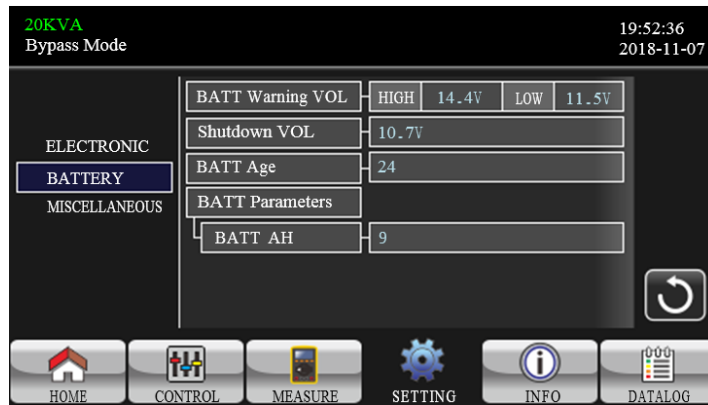 20KVA
Bypass Mode
19:52:36
2018-11-07
ELECTRONIC
BATTERY
MISCELLANEOUS
BATT Warning VOL HIGH 14.4V LOW 11.5V
Shutdown VOL 10.7V
BATT Age 24
BATT Parameters
BATT AH 9
HOME CONTROL MEASURE SETTING INFO DATALOG